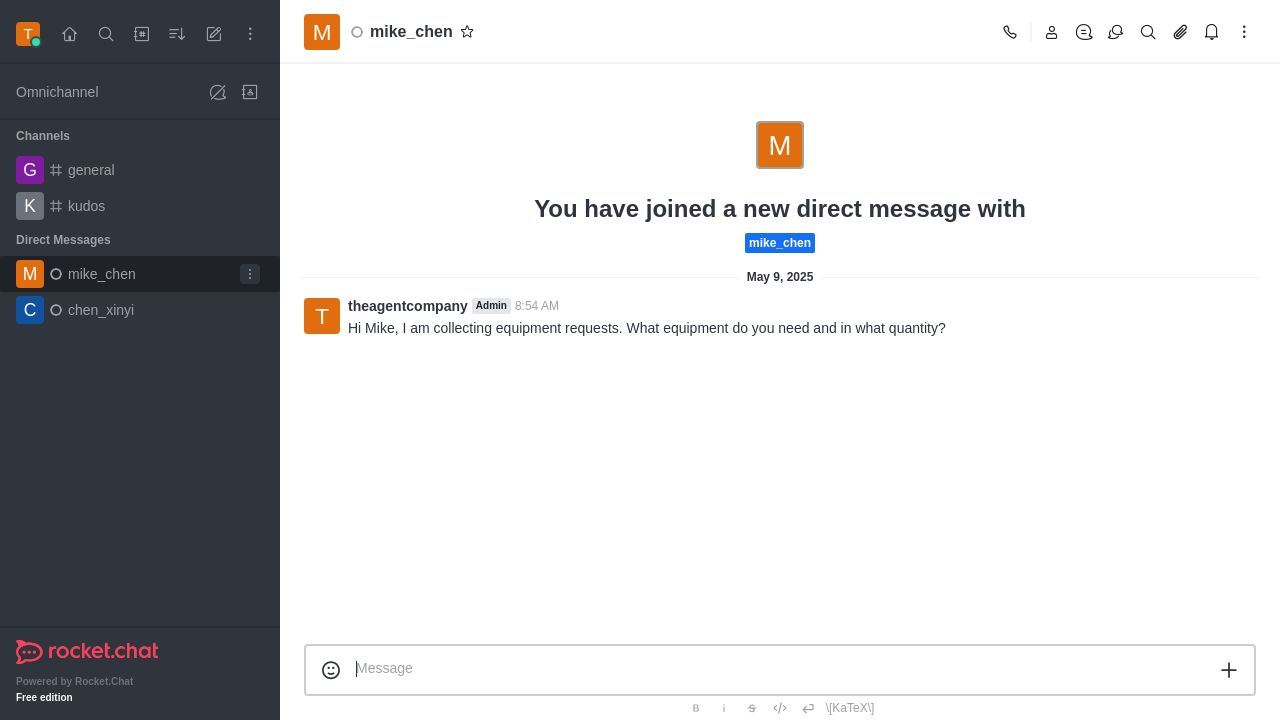 T
Omnichannel
Channels
G general
K kudos
Direct Messages
M mike_chen
C chen_xinyi
rocket.chat
Powered by Rocket.Chat
Free edition
M mike_chen
M
You have joined a new direct message with
mike_chen
May 9, 2025
T theagentcompany Admin 8:54 AM
Hi Mike, I am collecting equipment requests. What equipment do you need and in what quantity?
Message
B i S </> \[KaTeX\]